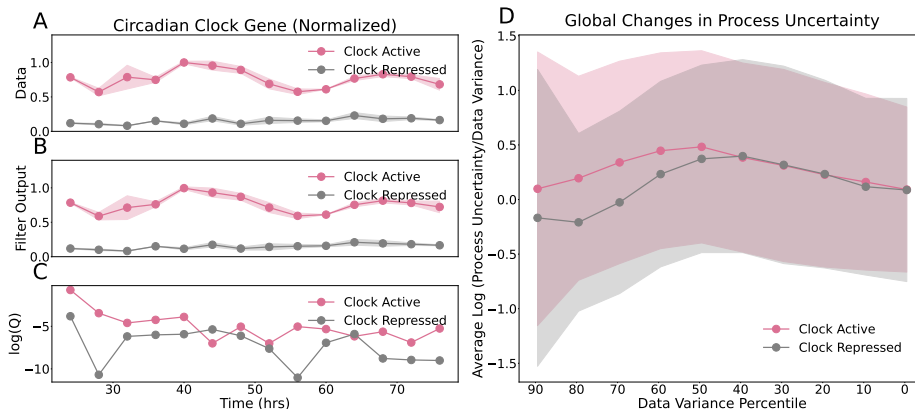 A
Circadian Clock Gene (Normalized)
Data
1.0
0.5
0.0
Clock Active
Clock Repressed
B
Filter Output
1.0
0.5
0.0
Clock Active
Clock Repressed
C
log(Q)
−5
−10
Clock Active
Clock Repressed
30
40
50
60
70
Time (hrs)
D
Global Changes in Process Uncertainty
Average Log (Process Uncertainty/Data Variance)
1.5
1.0
0.5
0.0
−0.5
−1.0
−1.5
Clock Active
Clock Repressed
90
80
70
60
50
40
30
20
10
0
Data Variance Percentile